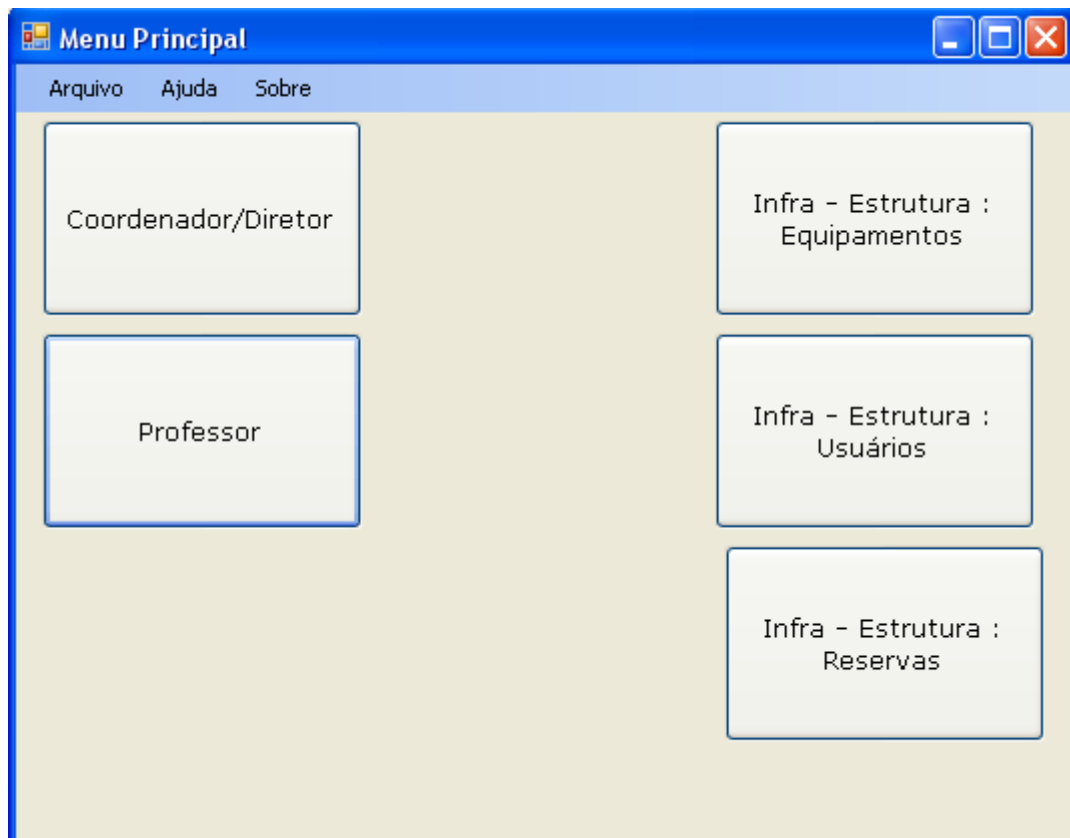 Menu Principal
Arquivo Ajuda Sobre
Coordenador/Diretor
Infra - Estrutura :
Equipamentos
Professor
Infra - Estrutura :
Usuários
Infra - Estrutura :
Reservas